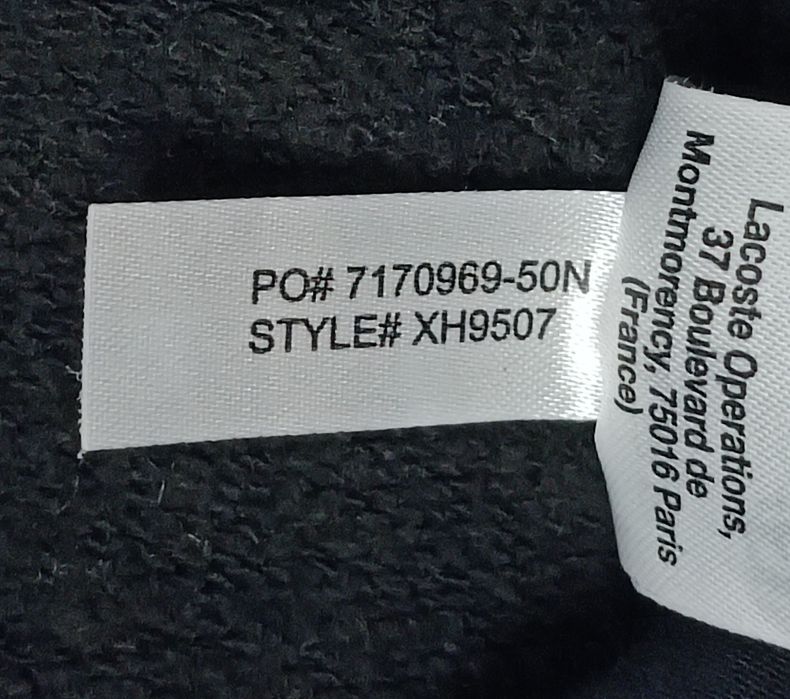 PO# 7170969-50N
STYLE# XH9507
Lacoste Operations,
37 Boulevard de
Montmorency, 75016 Paris
(France)